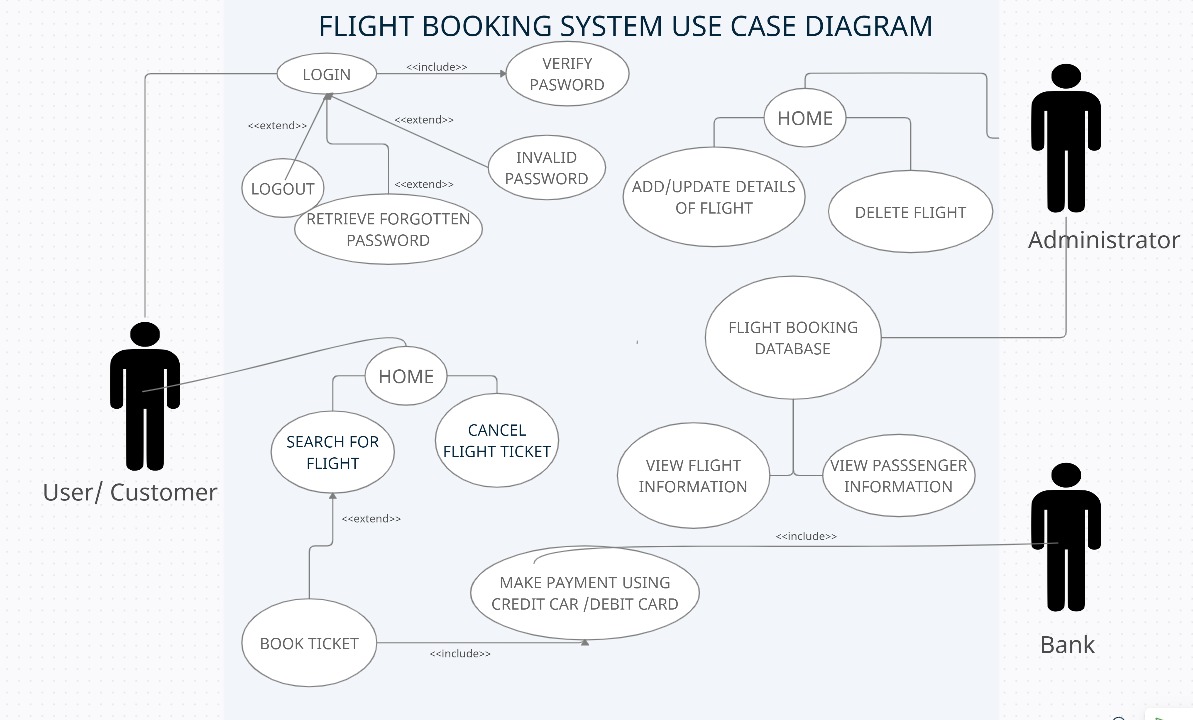 FLIGHT BOOKING SYSTEM USE CASE DIAGRAM
LOGIN
<<include>>
VERIFY
PASWORD
<<extend>>
<<extend>>
INVALID
PASSWORD
LOGOUT
<<extend>>
RETRIEVE FORGOTTEN
PASSWORD
HOME
ADD/UPDATE DETAILS
OF FLIGHT
DELETE FLIGHT
Administrator
FLIGHT BOOKING
DATABASE
HOME
SEARCH FOR
FLIGHT
CANCEL
FLIGHT TICKET
User/ Customer
VIEW FLIGHT
INFORMATION
VIEW PASSSENGER
INFORMATION
<<extend>>
<<include>>
MAKE PAYMENT USING
CREDIT CAR /DEBIT CARD
BOOK TICKET
<<include>>
Bank